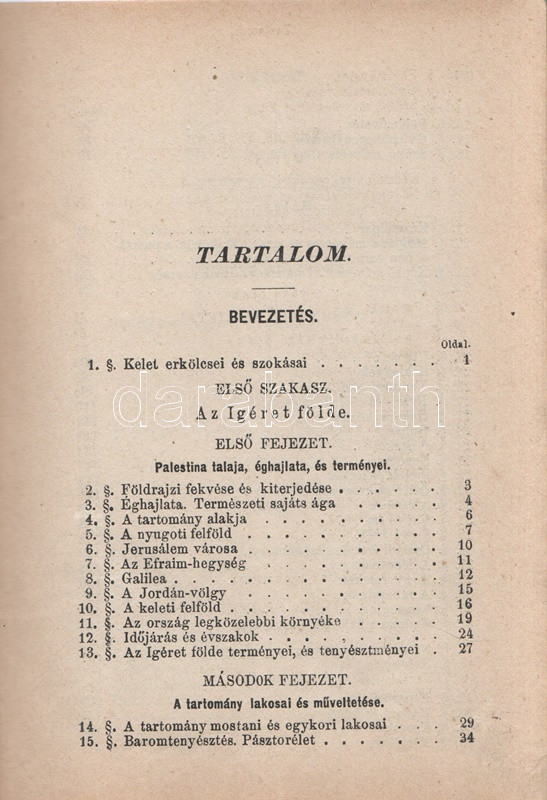 TARTALOM.
BEVEZETÉS.
Oldal.
1. §. Kelet erkölcsei és szokásai . . . . . . . 1
ELSŐ SZAKASZ.
Az Igéret földe.
darabanth
ELSŐ FEJEZET.
Palestina talaja, éghajlata, és terményei.
2. §. Földrajzi fekvése és kiterjedése . . . . . . 3
3. §. Éghajlata. Természeti sajáts ága . . . . . 4
4. §. A tartomány alakja . . . . . . . . . 6
5. §. A nyugoti felföld . . . . . . . . . . 7
6. §. Jerusálem városa . . . . . . . . . 10
7. §. Az Efraim-hegység . . . . . . . . . 11
8. §. Galilea . . . . . . . . . . . . 12
9. §. A Jordán-völgy . . . . . . . . . . 15
10. §. A keleti felföld . . . . . . . . . . 16
11. §. Az ország legközelebbi környéke . . . . . 19
12. §. Időjárás és évszakok . . . . . . . . 24
13. §. Az Igéret földe terményei, és tenyésztményei . 27
MÁSODIK FEJEZET.
A tartomány lakosai és műveltetése.
14. §. A tartomány mostani és egykori lakosai . . . 29
15. §. Baromtenyésztés. Pásztorélet . . . . . . 34